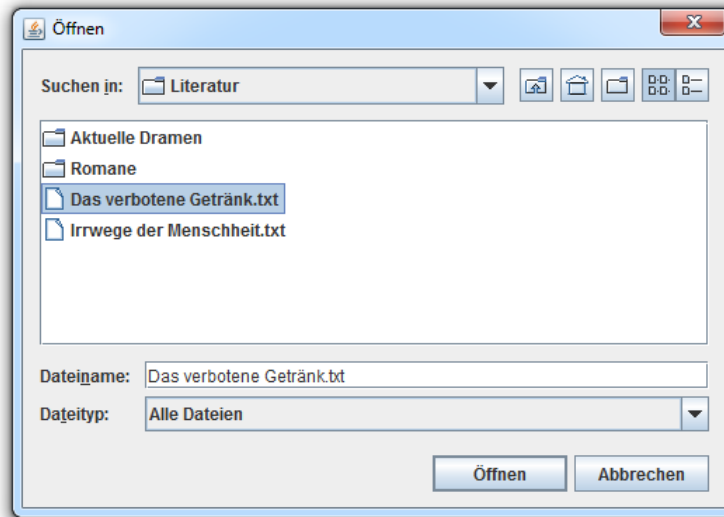 Öffnen
Suchen in: Literatur
Aktuelle Dramen
Romane
Das verbotene Getränk.txt
Irrwege der Menschheit.txt
Dateiname: Das verbotene Getränk.txt
Dateityp: Alle Dateien
Öffnen Abbrechen